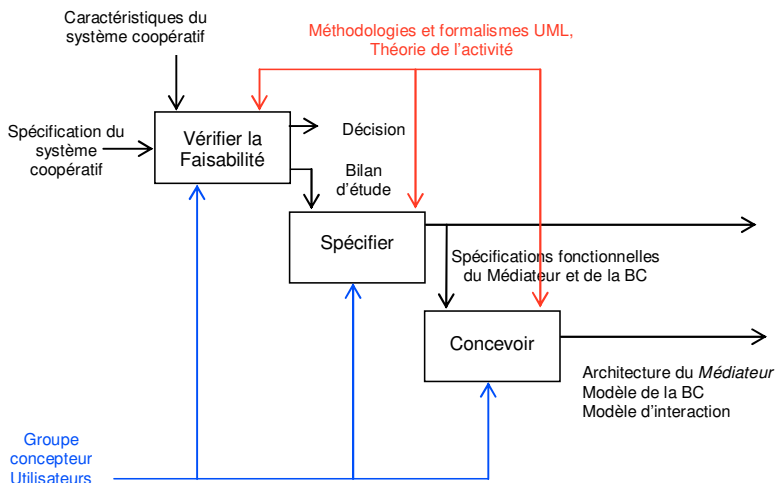 Caractéristiques du
système coopératif
Méthodologies et formalismes UML,
Théorie de l'activité
Spécification du
système
coopératif
Vérifier la
Faisabilité
Décision
Bilan
d'étude
Spécifier
Spécifications fonctionnelles
du Médiateur et de la BC
Concevoir
Architecture du Médiateur
Modèle de la BC
Modèle d'interaction
Groupe
concepteur
Utilisateurs